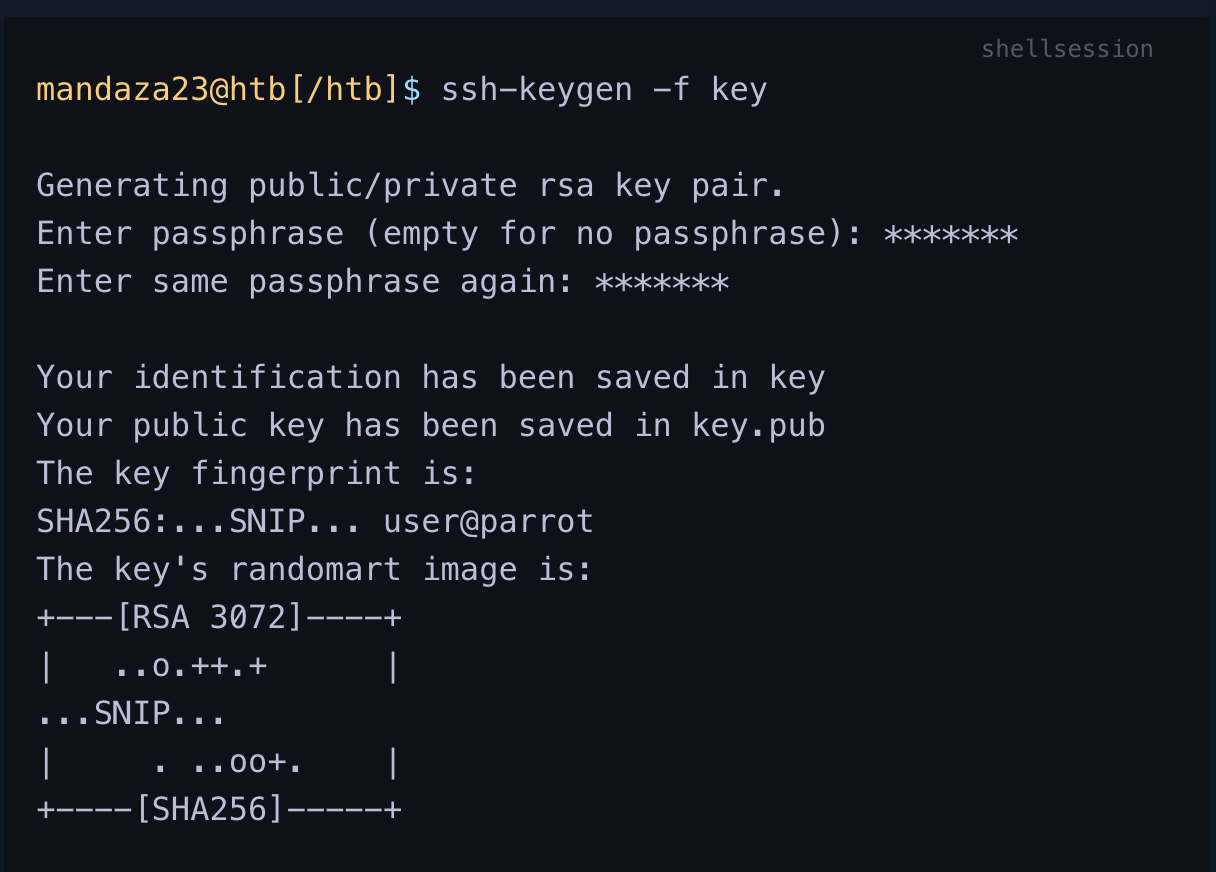 shellsession
mandaza23@htb[/htb]$ ssh-keygen -f key
Generating public/private rsa key pair.
Enter passphrase (empty for no passphrase): *******
Enter same passphrase again: *******
Your identification has been saved in key
Your public key has been saved in key.pub
The key fingerprint is:
SHA256:...SNIP... user@parrot
The key's randomart image is:
+---[RSA 3072]----+
|   ..o.++.+      |
...SNIP...
|     . ..oo+.    |
+----[SHA256]-----+